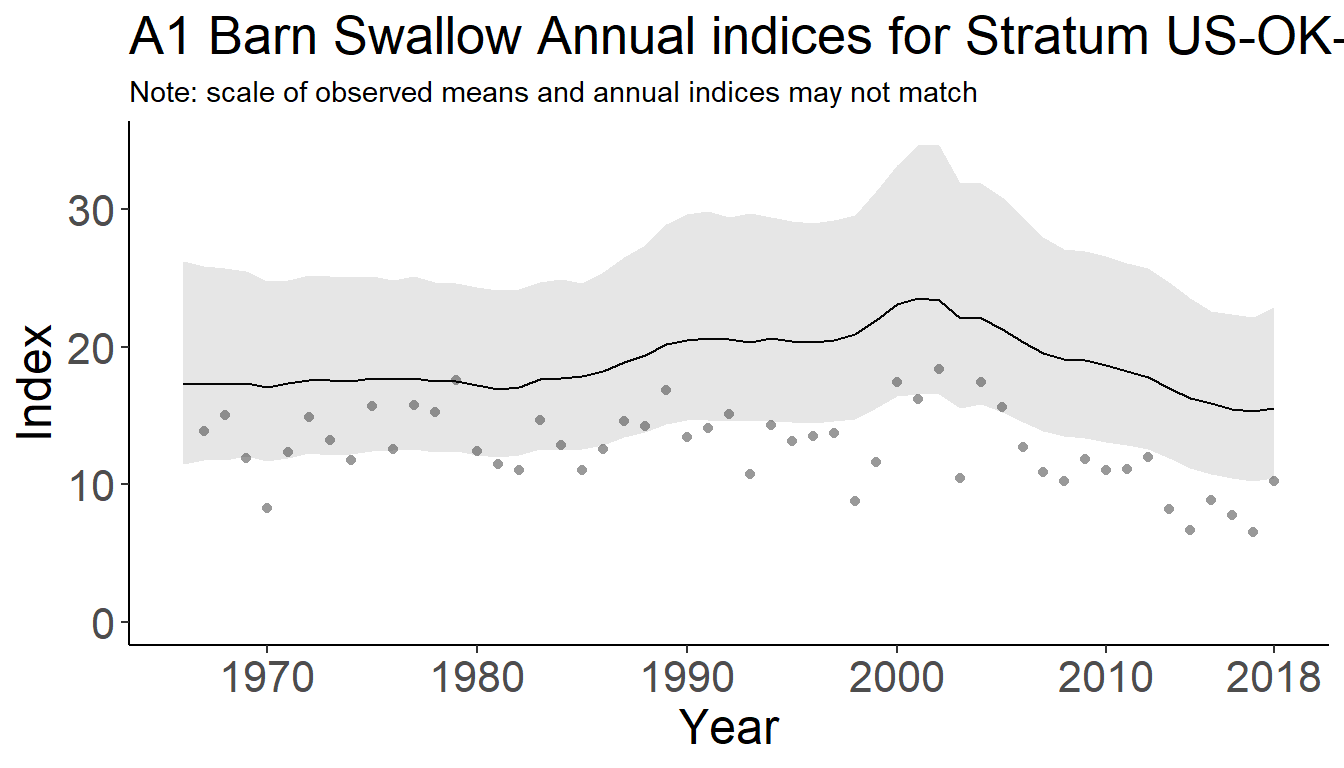 A1 Barn Swallow Annual indices for Stratum US-OK-
Note: scale of observed means and annual indices may not match
30
20
10
0
Index
1970 1980 1990 2000 2010 2018
Year